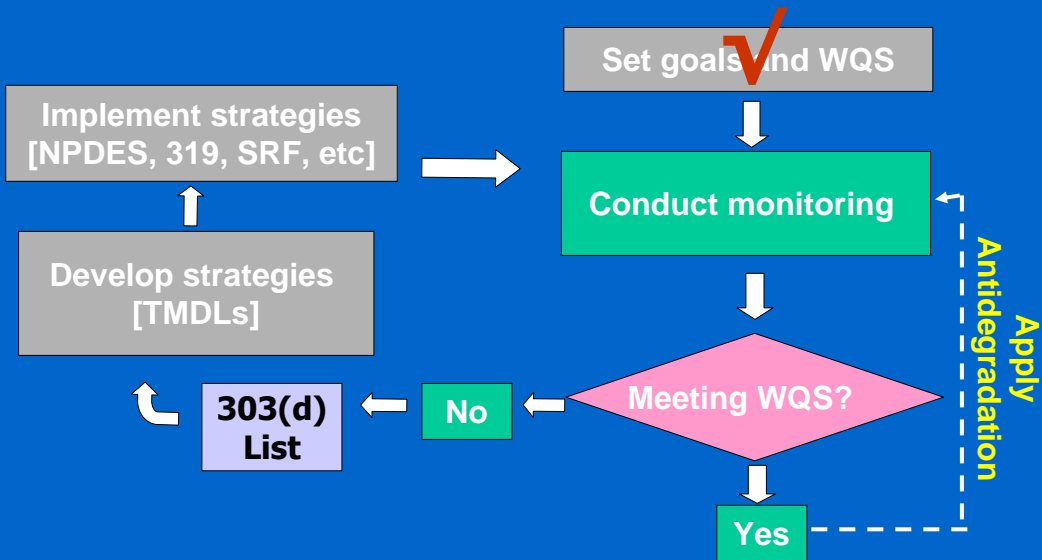 Set goals and WQS
Implement strategies
[NPDES, 319, SRF, etc]
Conduct monitoring
Develop strategies
[TMDLs]
Apply
Antidegradation
Meeting WQS?
303(d)
List
No
Yes